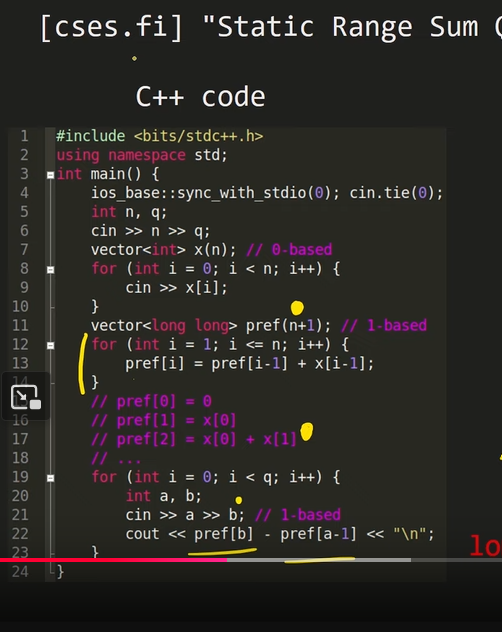 [cses.fi] "Static Range Sum
C++ code
1 #include <bits/stdc++.h>
2 using namespace std;
3 int main() {
4 ios_base::sync_with_stdio(0); cin.tie(0);
5 int n, q;
6 cin >> n >> q;
7 vector<int> x(n); // 0-based
8 for (int i = 0; i < n; i++) {
9 cin >> x[i];
10 }
11 vector<long long> pref(n+1); // 1-based
12 for (int i = 1; i <= n; i++) {
13 pref[i] = pref[i-1] + x[i-1];
}
// pref[0] = 0
16 // pref[1] = x[0]
17 // pref[2] = x[0] + x[1]
18 // ...
19 for (int i = 0; i < q; i++) {
20 int a, b;
21 cin >> a >> b; // 1-based
22 cout << pref[b] - pref[a-1] << "\n";
23 }
24 }
lo